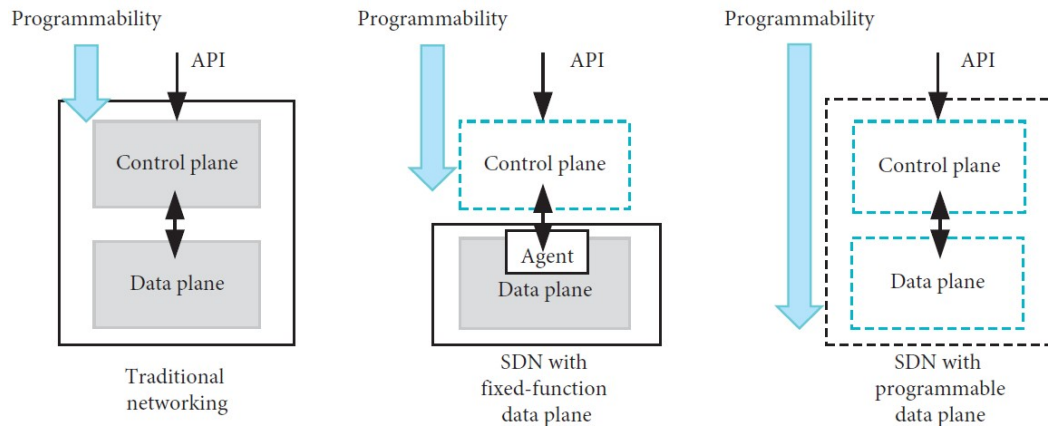 Programmability
API
Control plane
Data plane
Traditional
networking
Programmability
API
Control plane
Agent
Data plane
SDN with
fixed-function
data plane
Programmability
API
Control plane
Data plane
SDN with
programmable
data plane